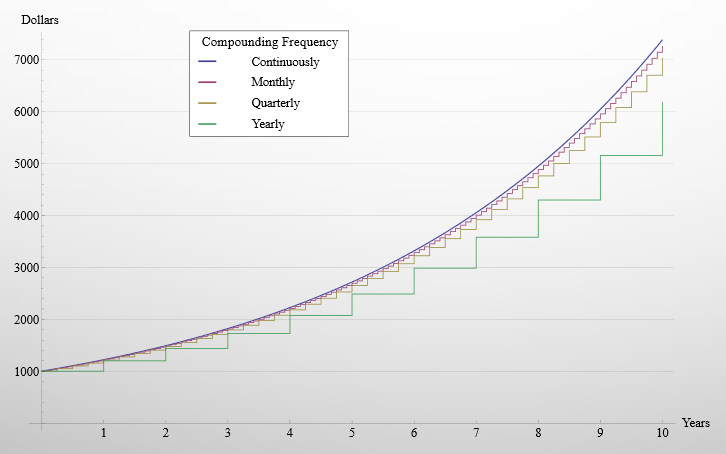 Dollars
Compounding Frequency
Continuously
Monthly
Quarterly
Yearly
7000
6000
5000
4000
3000
2000
1000
1 2 3 4 5 6 7 8 9 10
Years